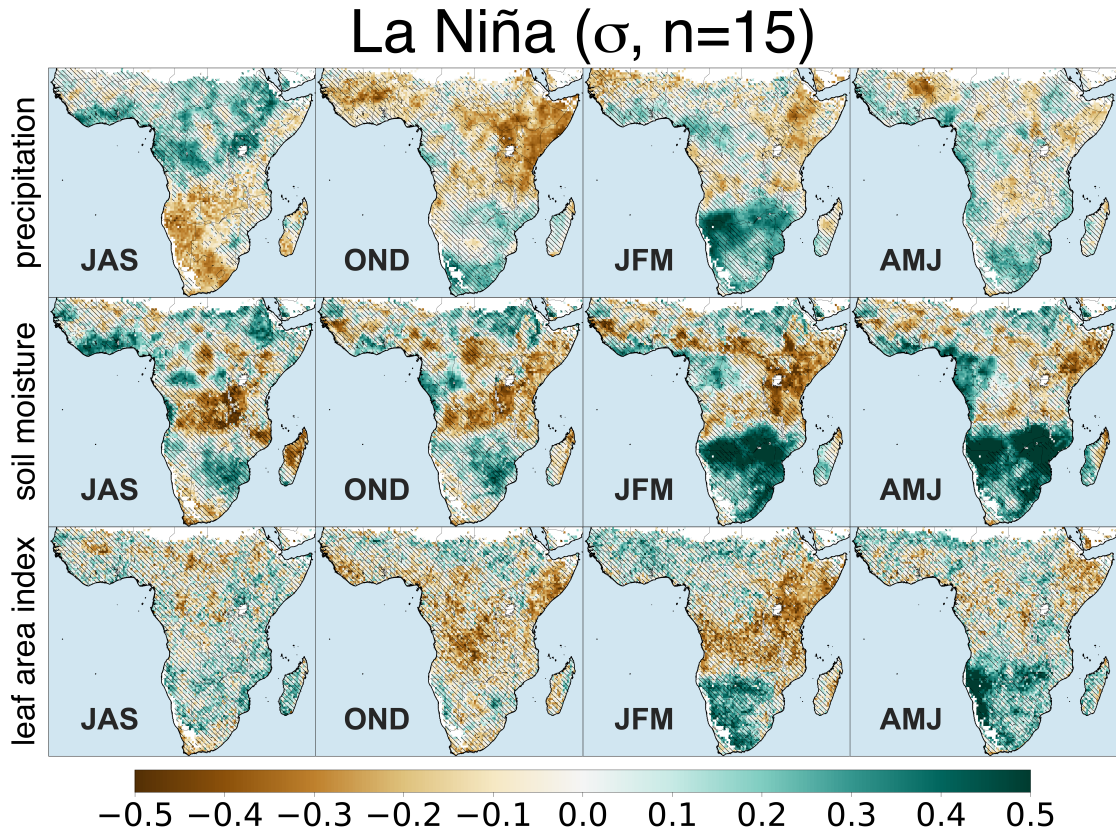 La Niña (σ, n=15)
precipitation
JAS
OND
JFM
AMJ
soil moisture
JAS
OND
JFM
AMJ
leaf area index
JAS
OND
JFM
AMJ
−0.5 −0.4 −0.3 −0.2 −0.1 0.0 0.1 0.2 0.3 0.4 0.5